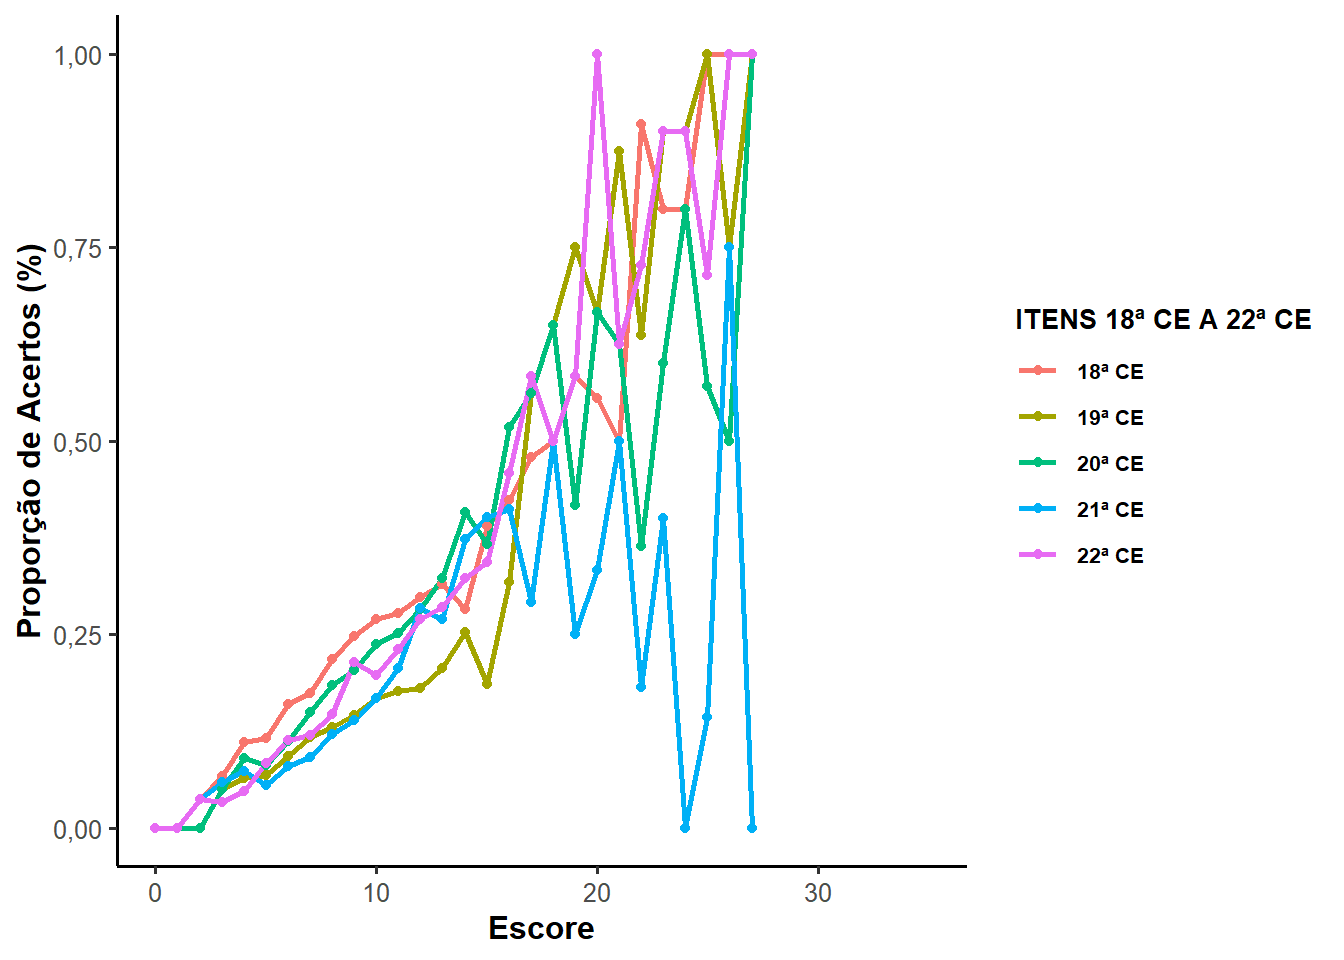 1,00
0,75
0,50
0,25
0,00
Proporção de Acertos (%)
0
10
20
30
Escore
ITENS 18ª CE A 22ª CE
18ª CE
19ª CE
20ª CE
21ª CE
22ª CE